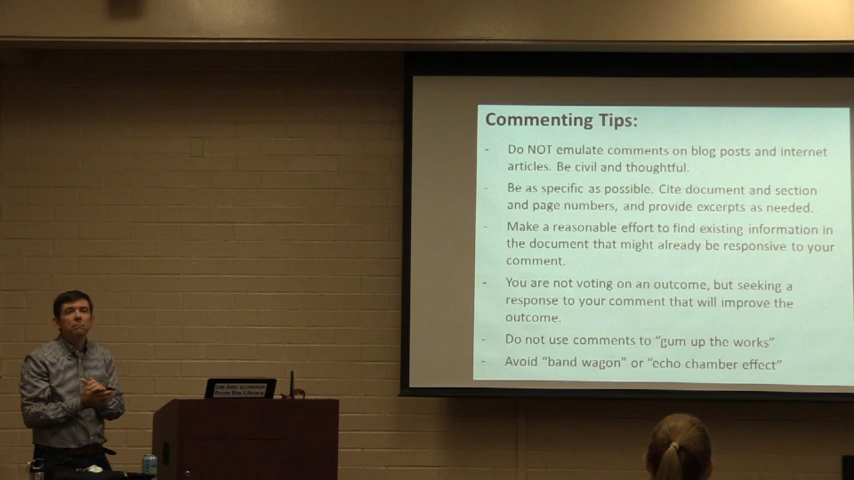 Commenting Tips:
- Do NOT emulate comments on blog posts and internet
articles. Be civil and thoughtful.
- Be as specific as possible. Cite document and section
and page numbers, and provide excerpts as needed.
- Make a reasonable effort to find existing information in
the document that might already be responsive to your
comment.
- You are not voting on an outcome, but seeking a
response to your comment that will improve the
outcome.
- Do not use comments to “gum up the works”
- Avoid “band wagon” or “echo chamber effect”
From The Library